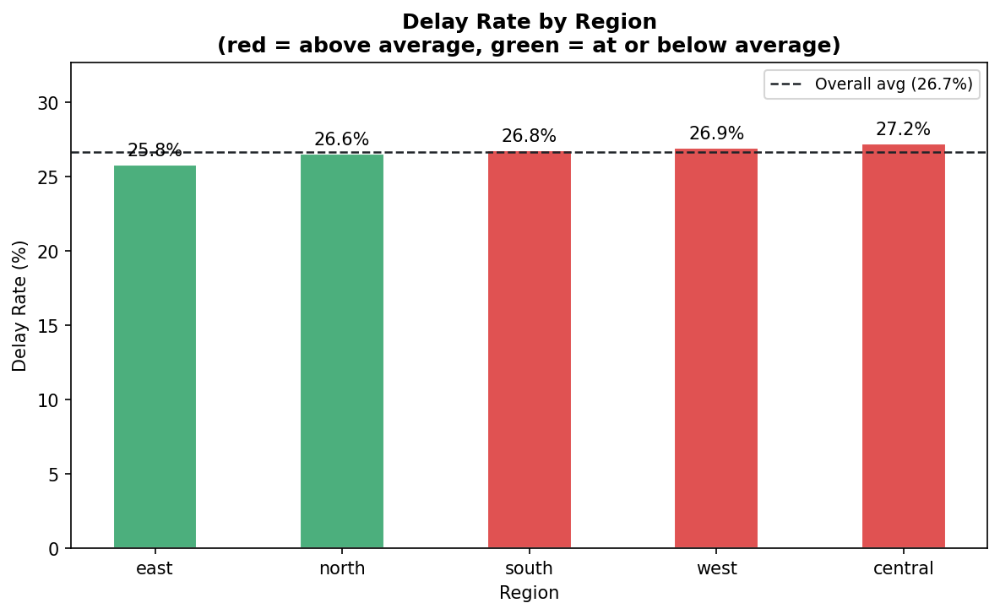 Delay Rate by Region
(red = above average, green = at or below average)
Overall avg (26.7%)
Delay Rate (%)
30
25
20
15
10
5
0
25.8%
26.6%
26.8%
26.9%
27.2%
east
north
south
west
central
Region